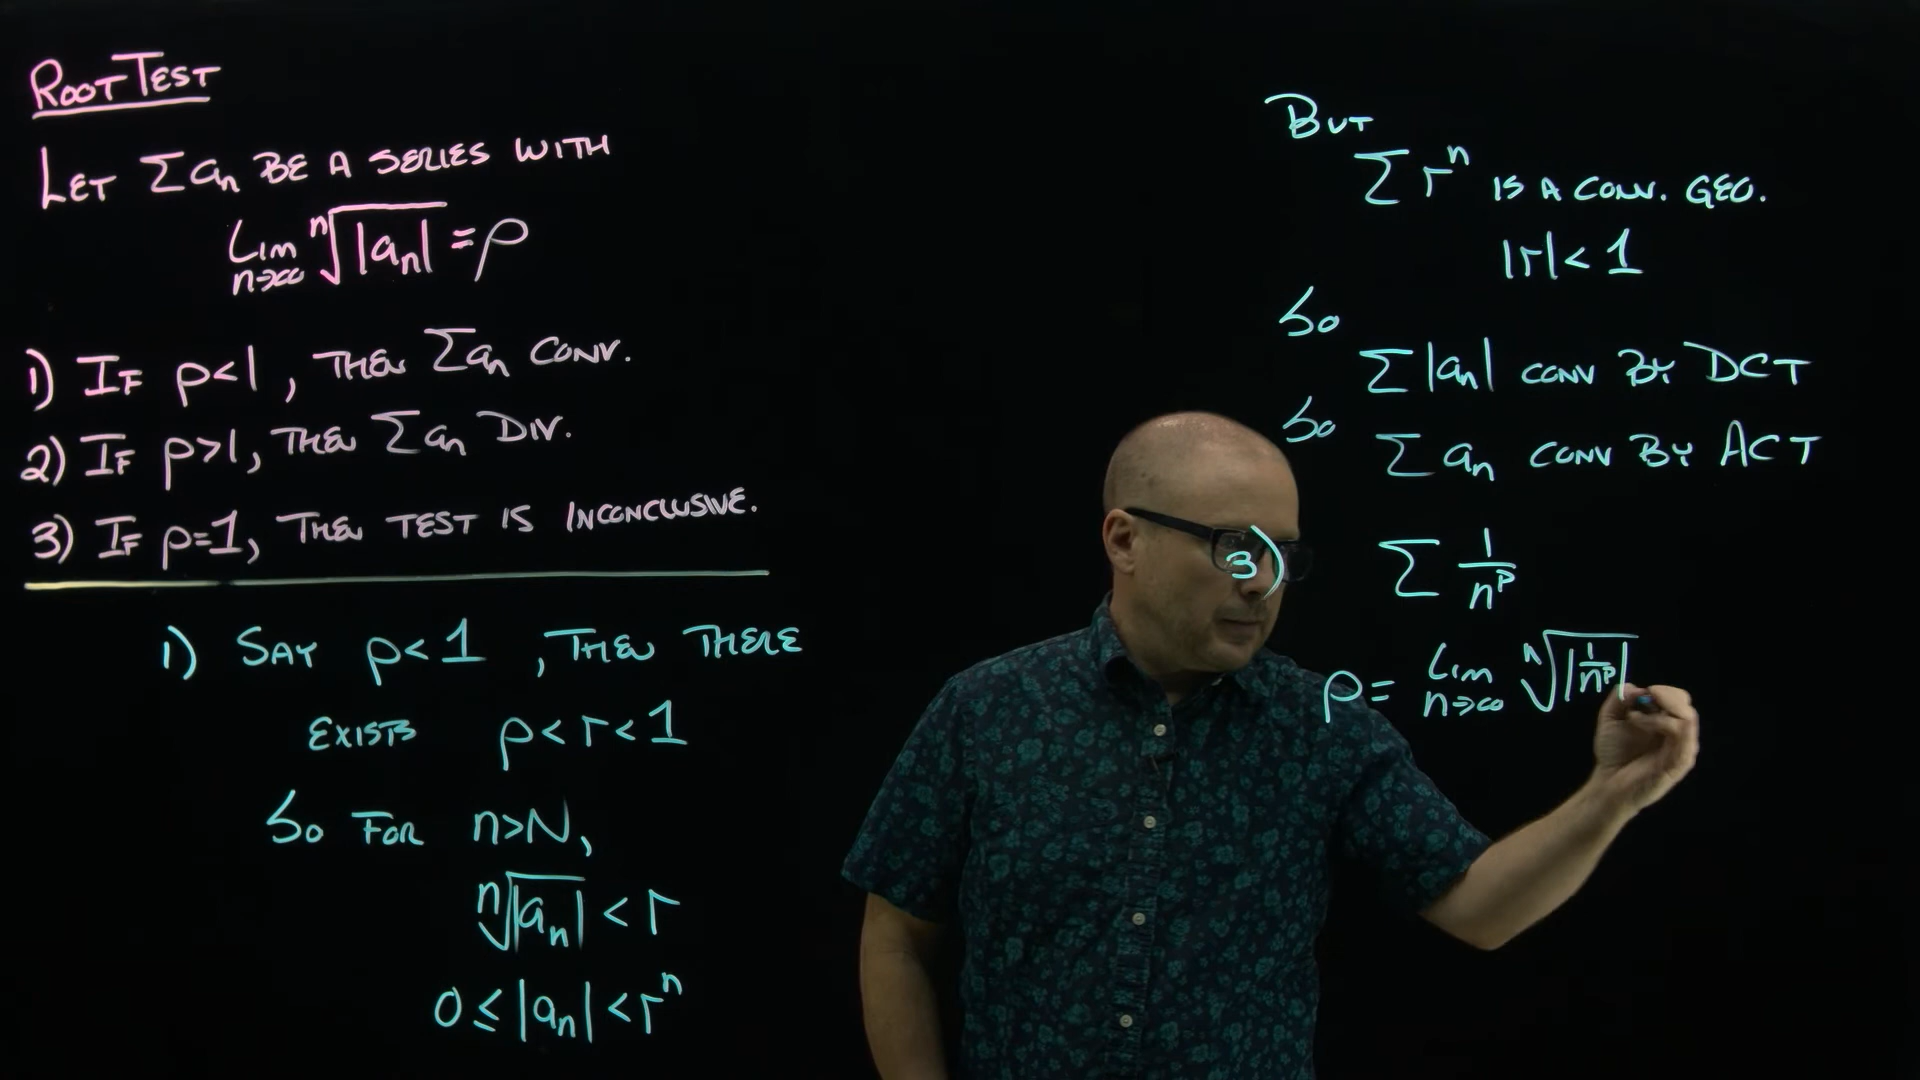 ROOT TEST
LET Σ aₙ BE A SERIES WITH
Lim n→∞ ⁿ√|aₙ| = ρ
1) IF ρ<1, THEN Σ aₙ CONV.
2) IF ρ>1, THEN Σ aₙ DIV.
3) IF ρ=1, THEN TEST IS INCONCLUSIVE.
1) SAY ρ<1, THEN THERE
EXISTS ρ<r<1
SO FOR n>N,
ⁿ√|aₙ| < r
0 ≤ |aₙ| < rⁿ
BUT
Σ rⁿ IS A CONV. GEO.
|r| < 1
SO
Σ |aₙ| CONV BY DCT
SO
Σ aₙ CONV BY ACT
3) Σ 1/nᵖ
ρ = Lim n→∞ ⁿ√|1/nᵖ|